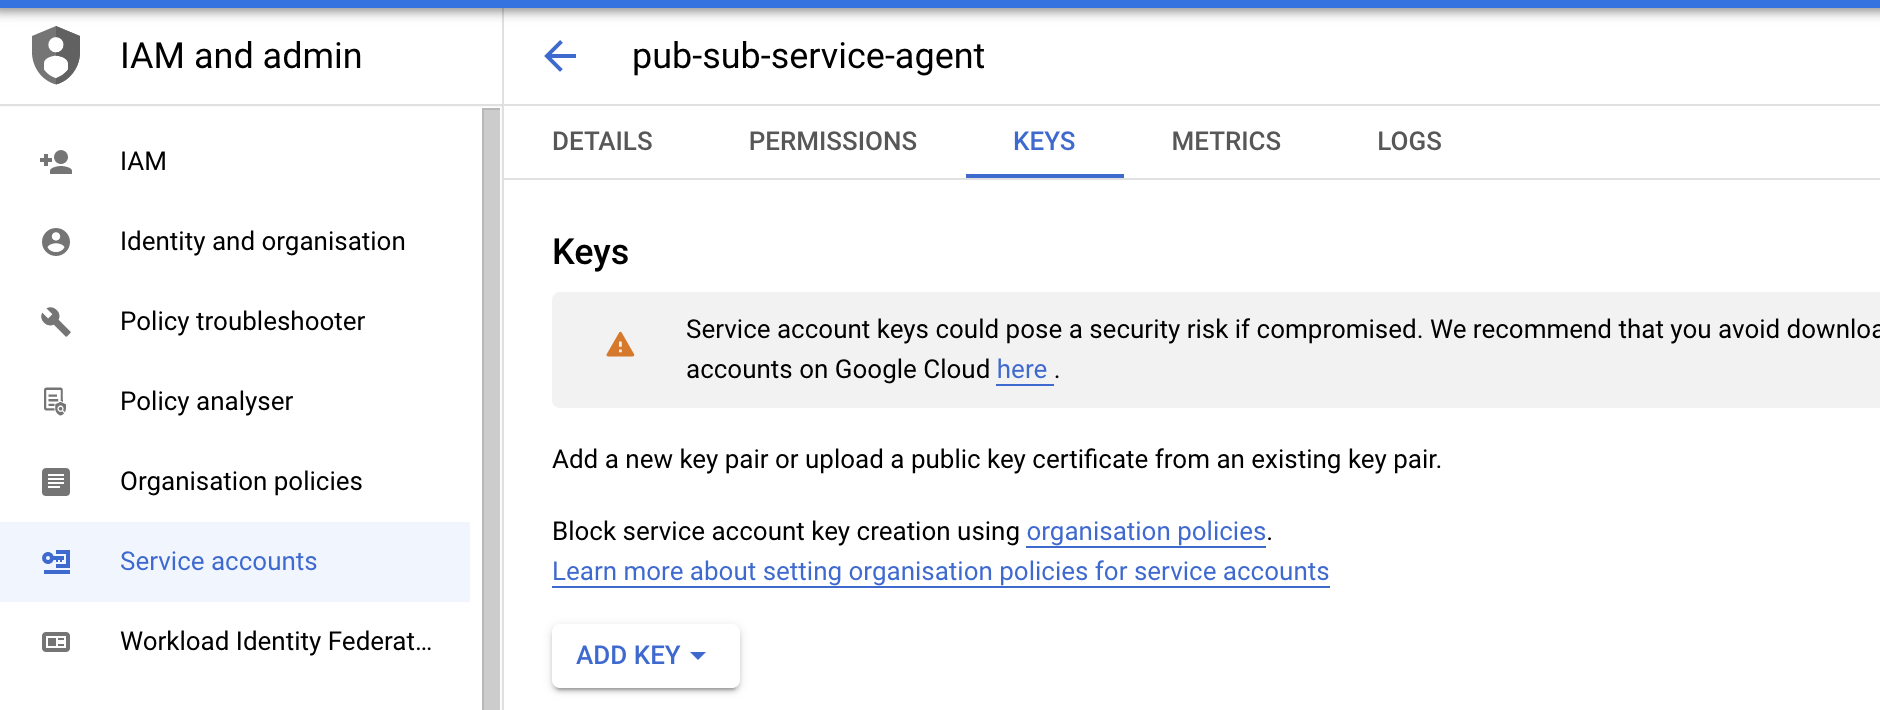 IAM and admin
pub-sub-service-agent
DETAILS
PERMISSIONS
KEYS
METRICS
LOGS
IAM
Identity and organisation
Policy troubleshooter
Policy analyser
Organisation policies
Service accounts
Workload Identity Federat...
Keys
Service account keys could pose a security risk if compromised. We recommend that you avoid downloa
accounts on Google Cloud here .
Add a new key pair or upload a public key certificate from an existing key pair.
Block service account key creation using organisation policies.
Learn more about setting organisation policies for service accounts
ADD KEY